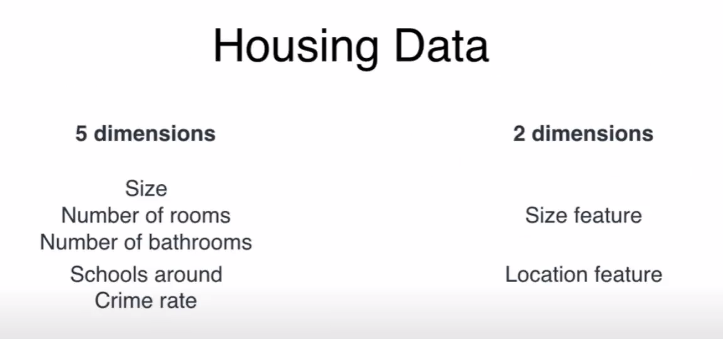 Housing Data
5 dimensions
Size
Number of rooms
Number of bathrooms
Schools around
Crime rate
2 dimensions
Size feature
Location feature